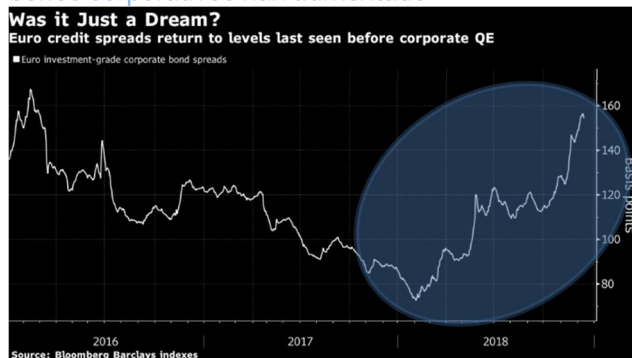 Was it Just a Dream?
Euro credit spreads return to levels last seen before corporate QE
Euro investment-grade corporate bond spreads
160
140
120
100
80
Basis points
2016
2017
2018
Source: Bloomberg Barclays indexes